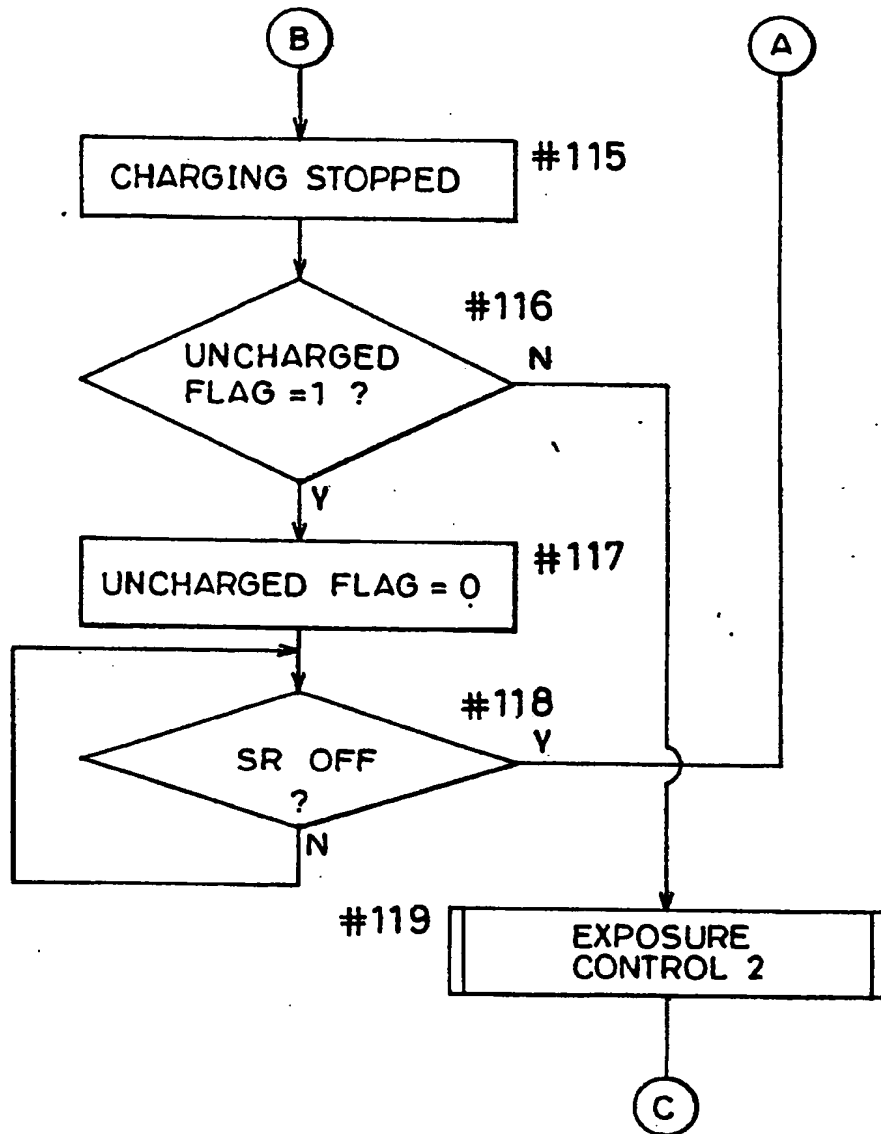 B
A
CHARGING STOPPED
#115
#116
UNCHARGED
FLAG =1 ?
N
Y
UNCHARGED FLAG = 0
#117
#118
SR OFF
?
Y
N
#119
EXPOSURE
CONTROL 2
C